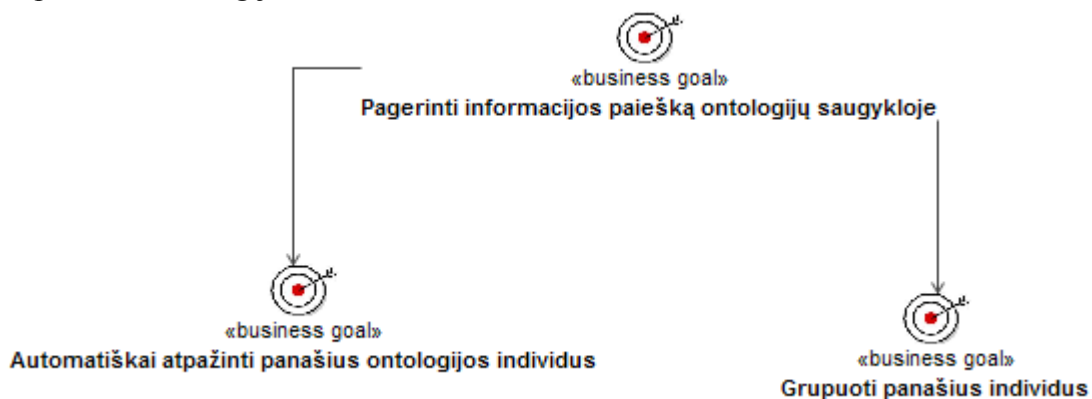 «business goal»
Pagerinti informacijos paiešką ontologijų saugykloje
«business goal»
Automatiškai atpažinti panašius ontologijos individus
«business goal»
Grupuoti panašius individus